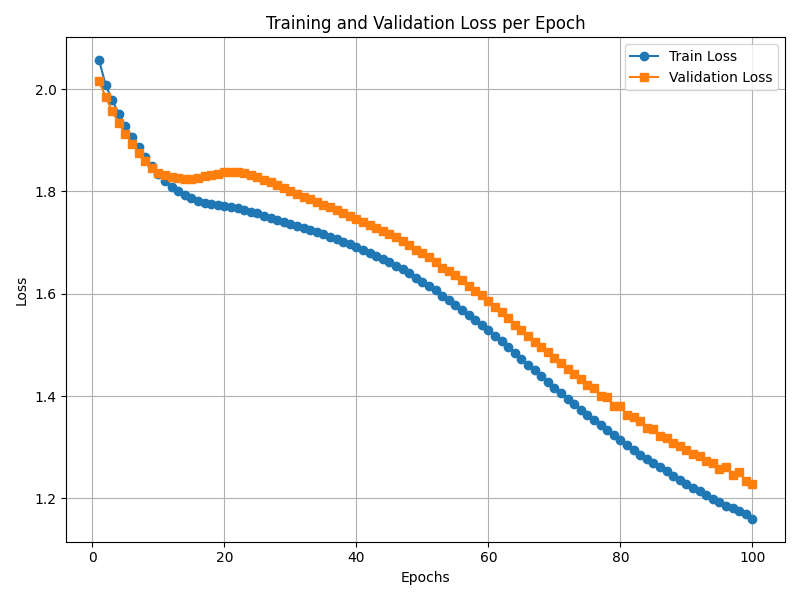 Training and Validation Loss per Epoch
Train Loss
Validation Loss
2.0
1.8
1.6
1.4
1.2
Loss
0
20
40
60
80
100
Epochs